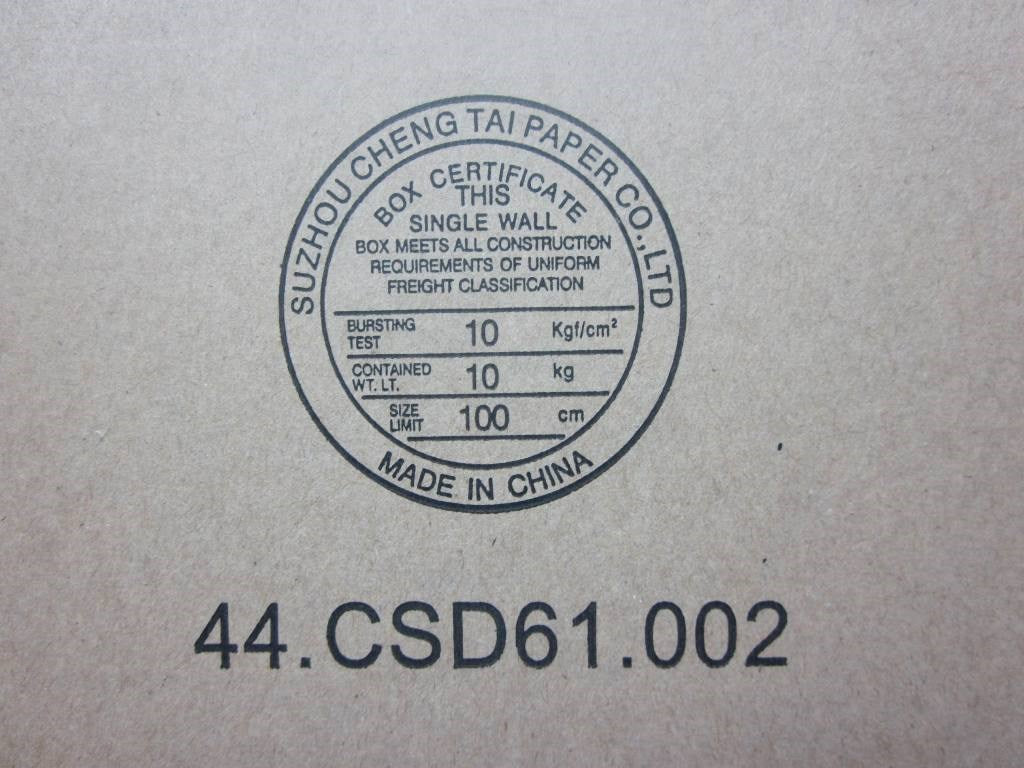 SUZHOU CHENG TAI PAPER CO.,LTD
BOX CERTIFICATE
THIS
SINGLE WALL
BOX MEETS ALL CONSTRUCTION
REQUIREMENTS OF UNIFORM
FREIGHT CLASSIFICATION
BURSTING TEST 10 Kgf/cm²
CONTAINED WT. LT. 10 kg
SIZE LIMIT 100 cm
MADE IN CHINA
44.CSD61.002